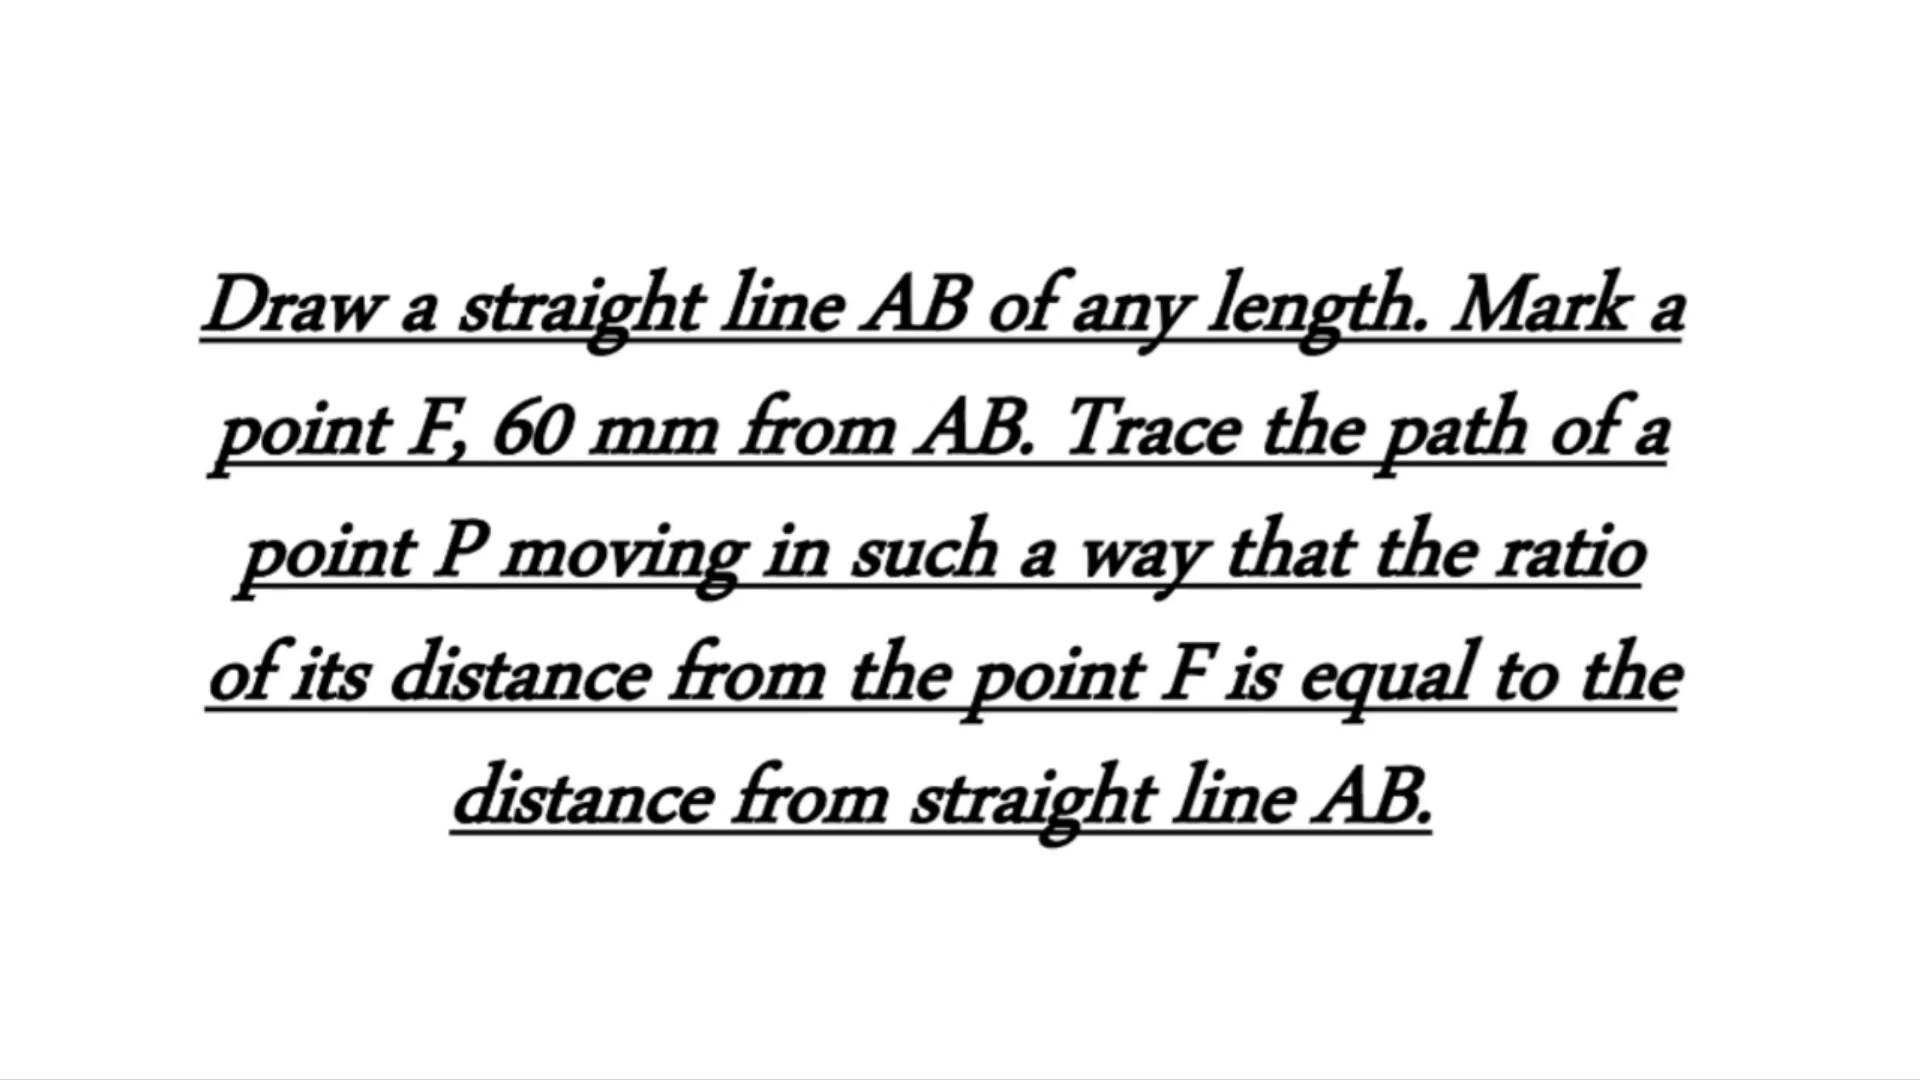 Draw a straight line AB of any length. Mark a
point F, 60 mm from AB. Trace the path of a
point P moving in such a way that the ratio
of its distance from the point F is equal to the
distance from straight line AB.